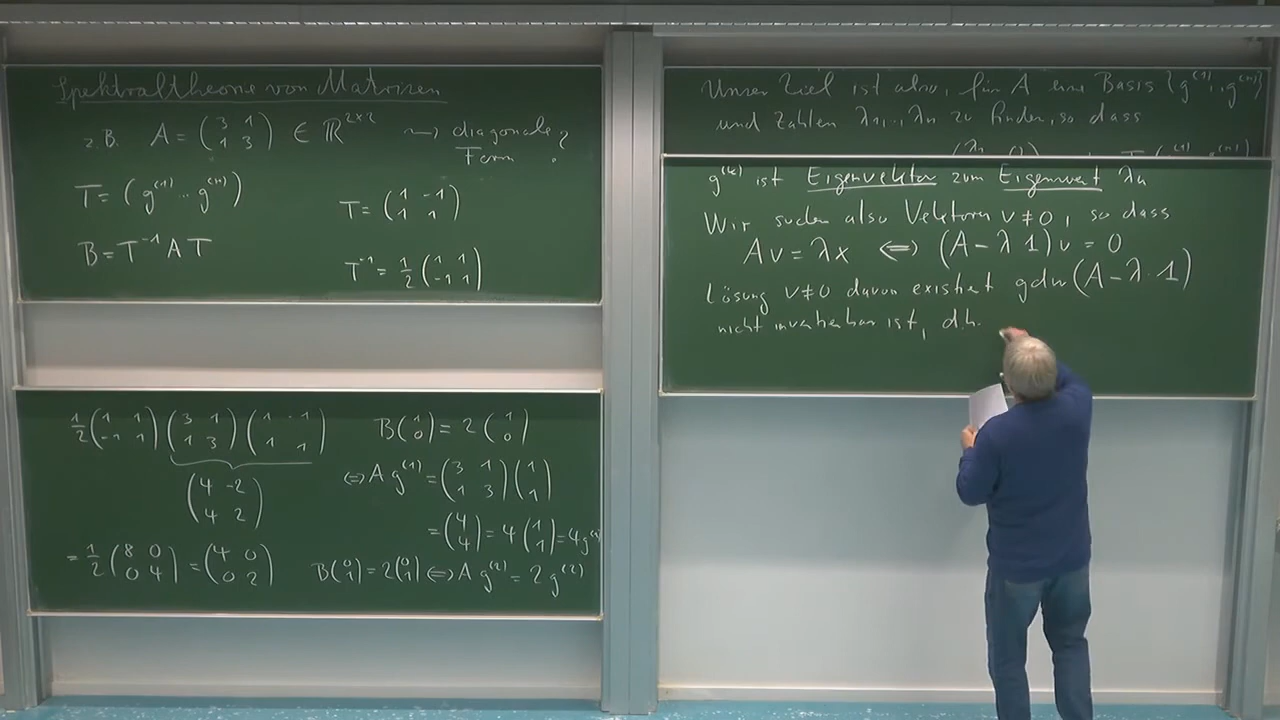 Spektraltheorie von Matrizen
z.B. A = (3 1; 1 3) ∈ ℝ^{2×2} ⤳ diagonale Form ?
T = (g^{(1)} ... g^{(n)})
T = (1 -1; 1 1)
B = T^{-1} A T
T^{-1} = 1/2 (1 1; -1 1)
1/2 (1 1; -1 1) (3 1; 1 3) (1 -1; 1 1)
(4 -2; 4 2)
= 1/2 (8 0; 0 4) = (4 0; 0 2)
B (1; 0) = 2 (1; 0)
⇔ A g^{(1)} = (3 1; 1 3) (1; 1)
= (4; 4) = 4 (1; 1) = 4g^{(1)}
B (0; 1) = 2 (0; 1) ⇔ A g^{(2)} = 2 g^{(2)}
Unser Ziel ist also, für A eine Basis {g^{(1)}, .., g^{(n)}}
und Zahlen λ_1, .., λ_n zu finden, so dass
g^{(k)} ist Eigenvektor zum Eigenwert λ_k
Wir suchen also Vektoren v ≠ 0, so dass
Av = λx ⇔ (A - λ 1)v = 0
Lösung v ≠ 0 davon existiert gdw (A - λ · 1)
nicht invertierbar ist, d.h.